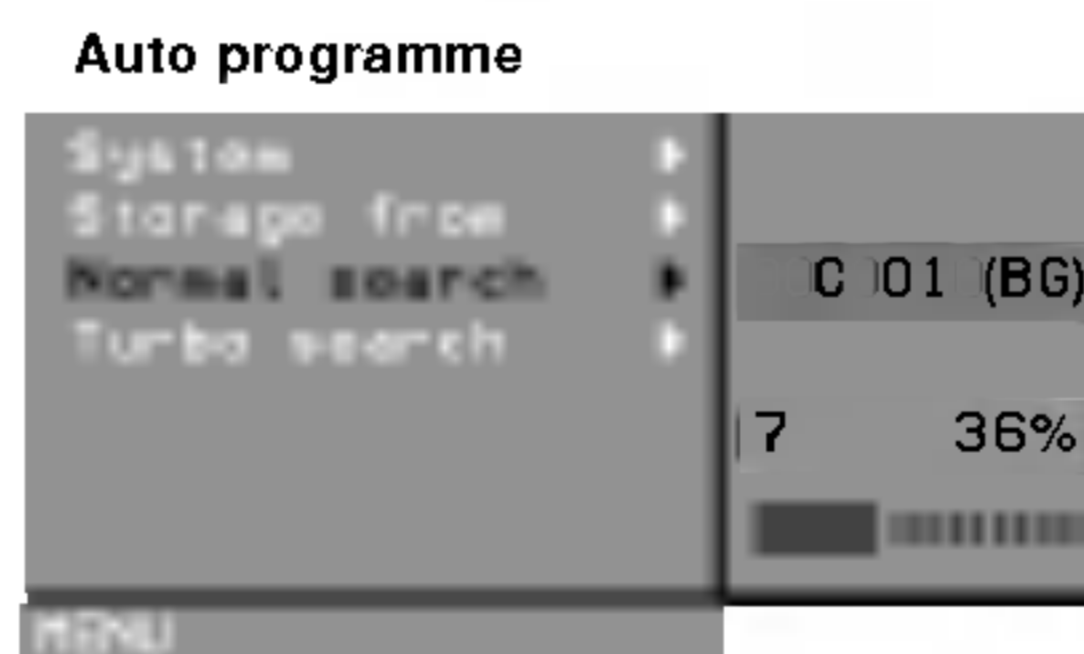 Auto programme
System
Storage from
Normal search
Turbo search
C 01 (BG)
7 36%
MENU